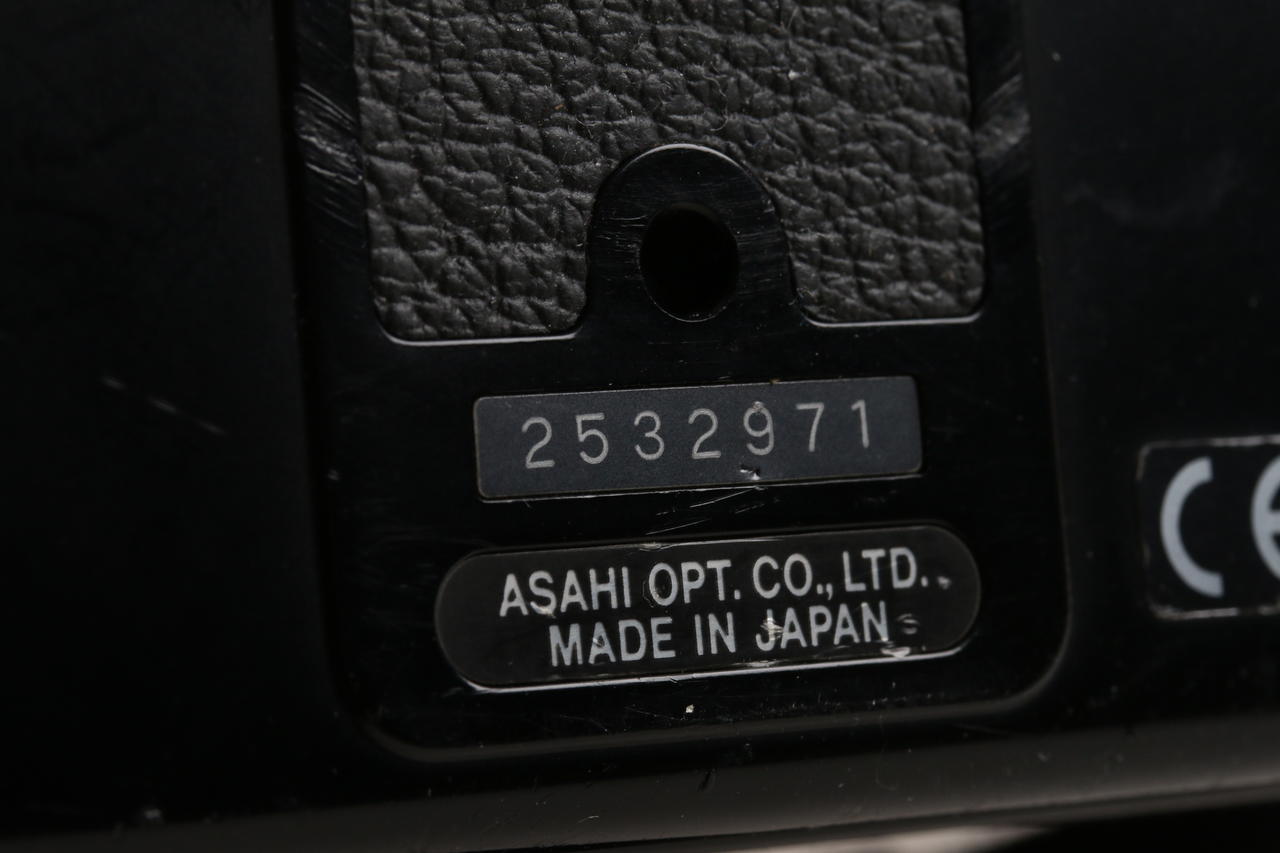 2532971
ASAHI OPT. CO., LTD.
MADE IN JAPAN
CE